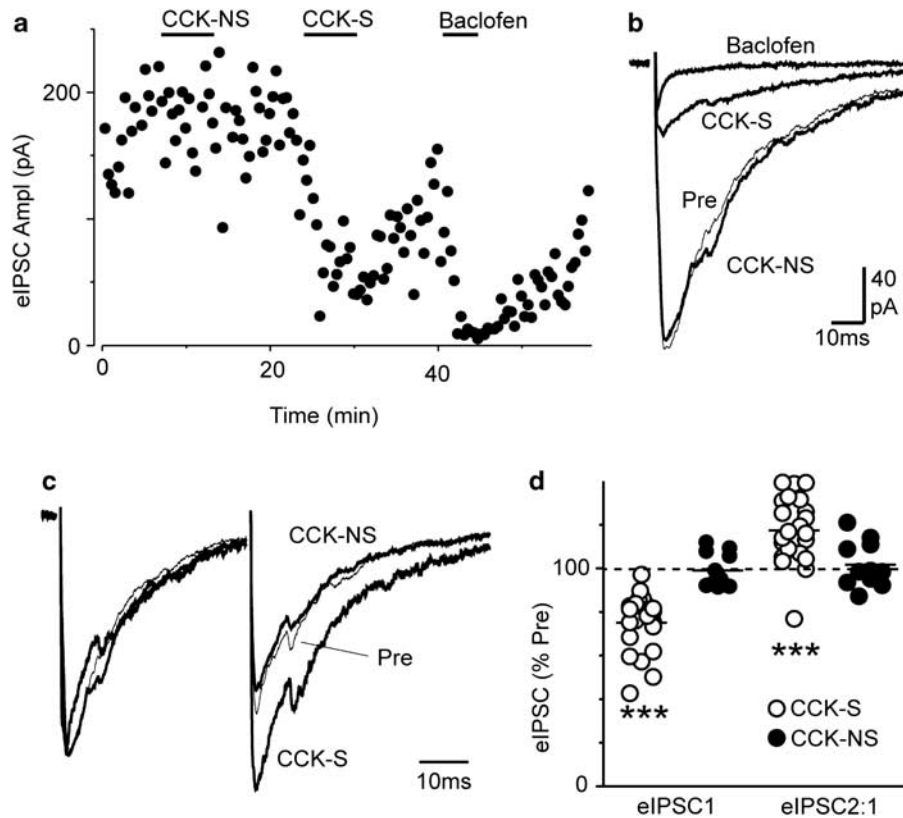 a
CCK-NS CCK-S Baclofen
eIPSC Ampl (pA)
200
0
0 20 40
Time (min)
b
Baclofen
CCK-S
Pre
CCK-NS
40
pA
10ms
c
CCK-NS
Pre
CCK-S
10ms
d
eIPSC (% Pre)
100
0
*** ***
CCK-S
CCK-NS
eIPSC1 eIPSC2:1